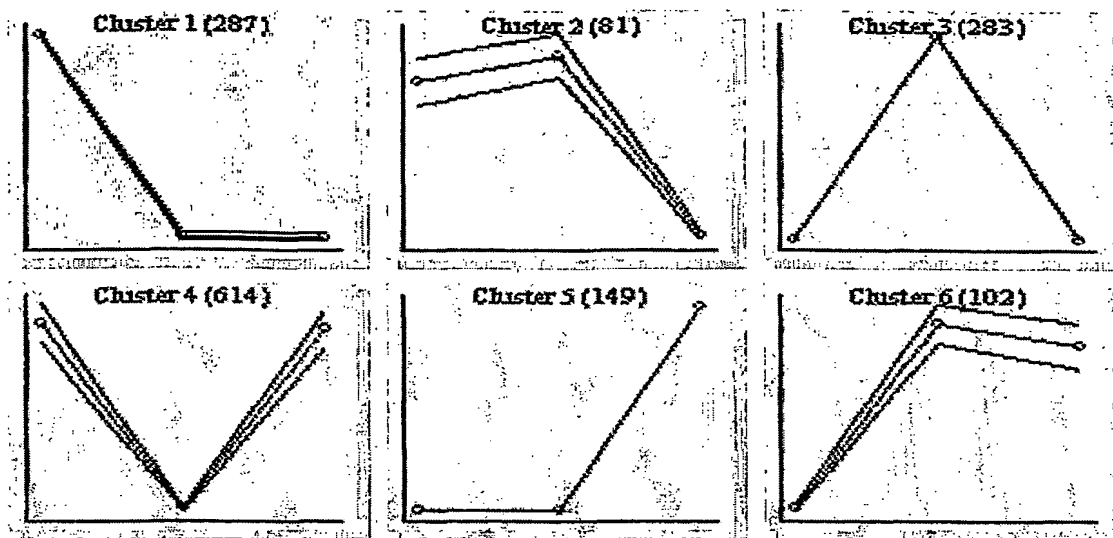 Cluster 1 (287)
Cluster 2 (81)
Cluster 3 (283)
Cluster 4 (614)
Cluster 5 (149)
Cluster 6 (102)